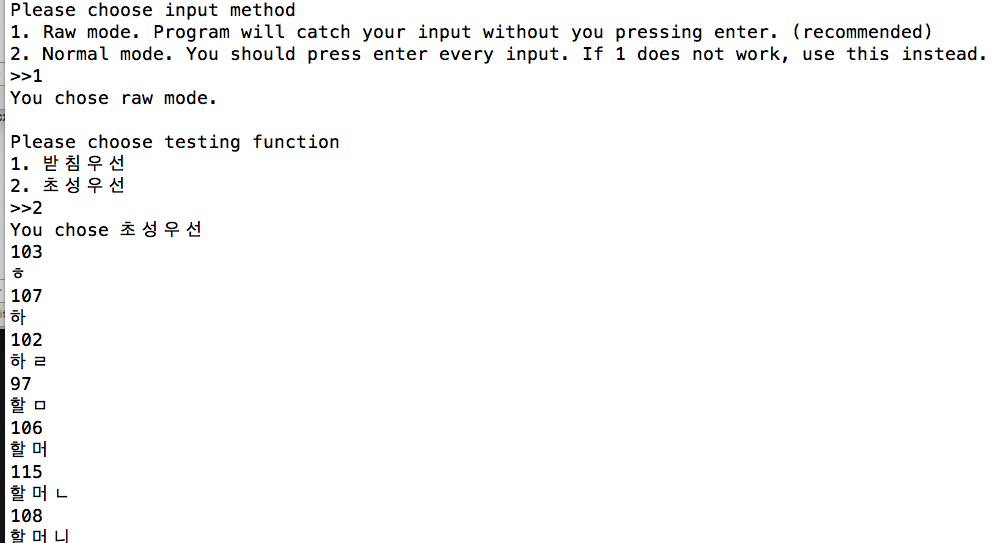 Please choose input method
1. Raw mode. Program will catch your input without you pressing enter. (recommended)
2. Normal mode. You should press enter every input. If 1 does not work, use this instead.
>>1
You chose raw mode.
Please choose testing function
1. 받침우선
2. 초성우선
>>2
You chose 초성우선
103
ㅎ
107
하
102
하ㄹ
97
할ㅁ
106
할머
115
할머ㄴ
108
할머니